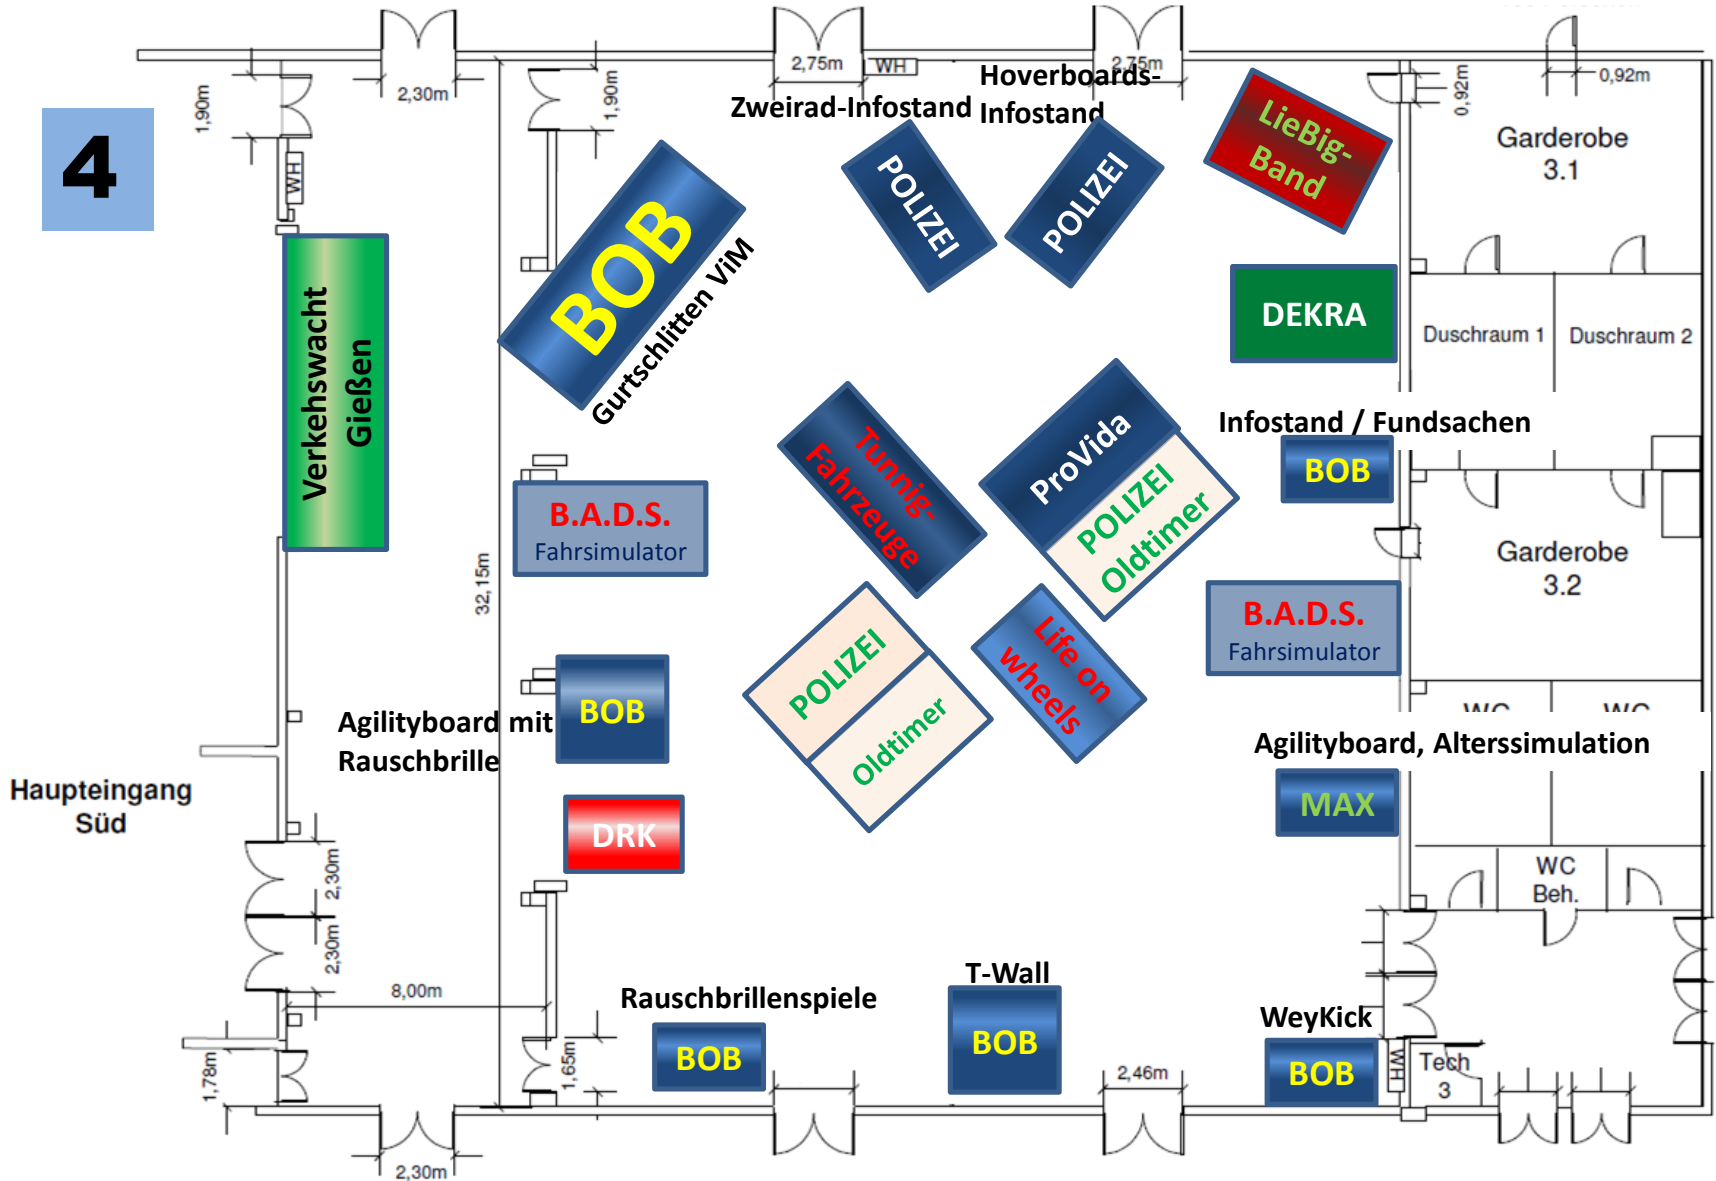 2,30m
2,75m
WH
2,75m
0,92m
0,92m
1,90m
1,90m
4
WH
Zweirad-Infostand
Hoverboards-
Infostand
POLIZEI
POLIZEI
LieBig-
Band
Garderobe
3.1
BOB
Gurtschlitten ViM
Verkehswacht
Gießen
DEKRA
Duschraum 1
Duschraum 2
Tunnig-
Fahrzeuge
ProVida
POLIZEI
Oldtimer
Infostand / Fundsachen
BOB
B.A.D.S.
Fahrsimulator
32,15m
Garderobe
3.2
B.A.D.S.
Fahrsimulator
POLIZEI
Oldtimer
Life on
wheels
Agilityboard mit
Rauschbrille
BOB
WC
WC
Agilityboard, Alterssimulation
MAX
Haupteingang
Süd
DRK
2,30m
2,30m
WC
Beh.
8,00m
Rauschbrillenspiele
BOB
T-Wall
BOB
WeyKick
BOB
WH
Tech
3
1,78m
1,65m
2,46m
2,30m